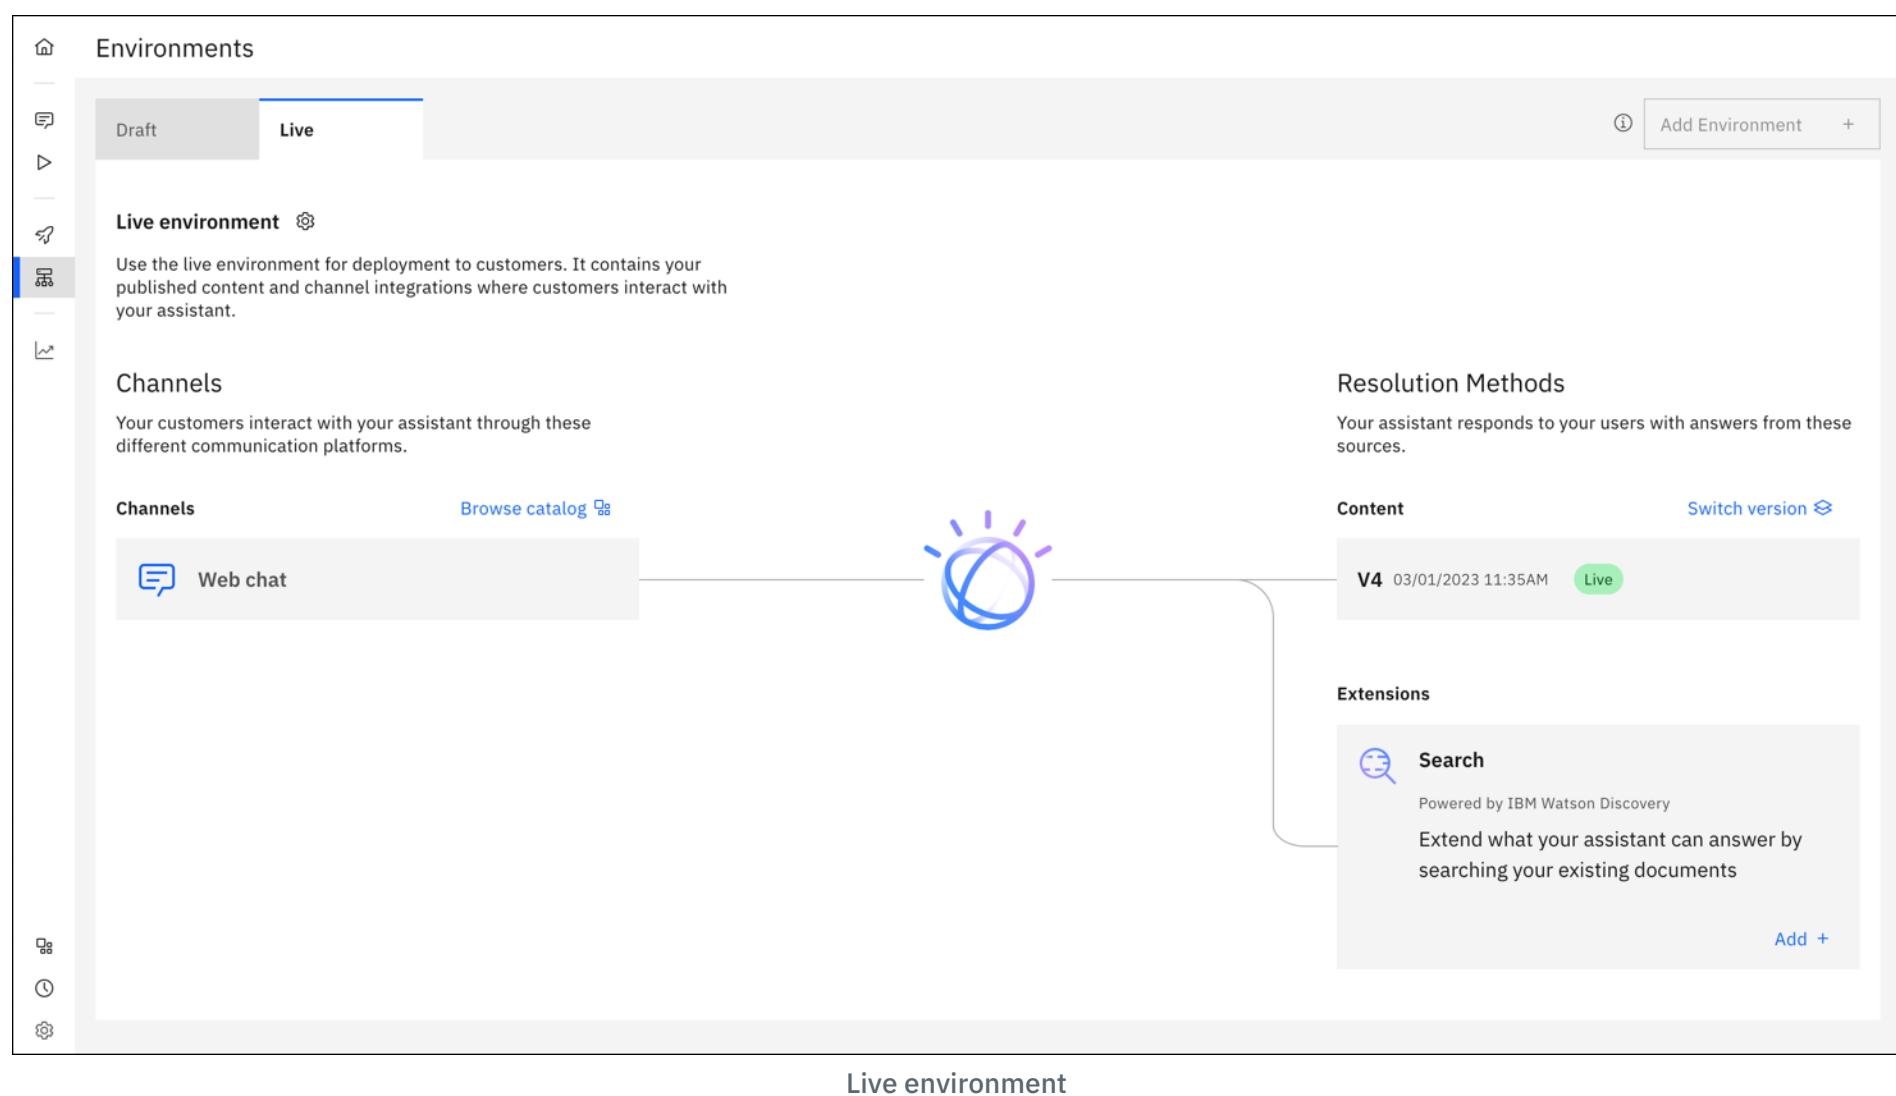 Environments
Draft
Live
Add Environment +
Live environment
Use the live environment for deployment to customers. It contains your
published content and channel integrations where customers interact with
your assistant.
Channels
Your customers interact with your assistant through these
different communication platforms.
Channels
Browse catalog
Web chat
Resolution Methods
Your assistant responds to your users with answers from these
sources.
Content
Switch version
V4 03/01/2023 11:35AM Live
Extensions
Search
Powered by IBM Watson Discovery
Extend what your assistant can answer by
searching your existing documents
Add +
Live environment